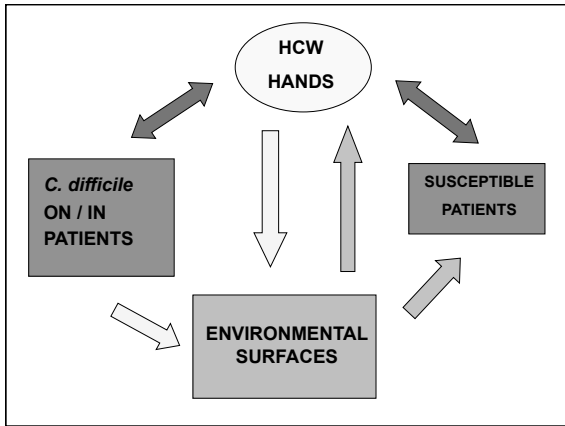 HCW
HANDS
C. difficile
ON / IN
PATIENTS
SUSCEPTIBLE
PATIENTS
ENVIRONMENTAL
SURFACES